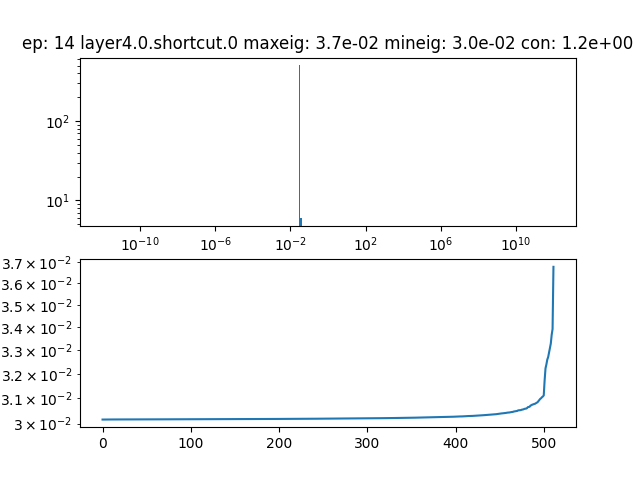 ep: 14 layer4.0.shortcut.0 maxeig: 3.7e-02 mineig: 3.0e-02 con: 1.2e+00
10²
10¹
10⁻¹⁰ 10⁻⁶ 10⁻² 10² 10⁶ 10¹⁰
3.7 × 10⁻²
3.6 × 10⁻²
3.5 × 10⁻²
3.4 × 10⁻²
3.3 × 10⁻²
3.2 × 10⁻²
3.1 × 10⁻²
3 × 10⁻²
0 100 200 300 400 500